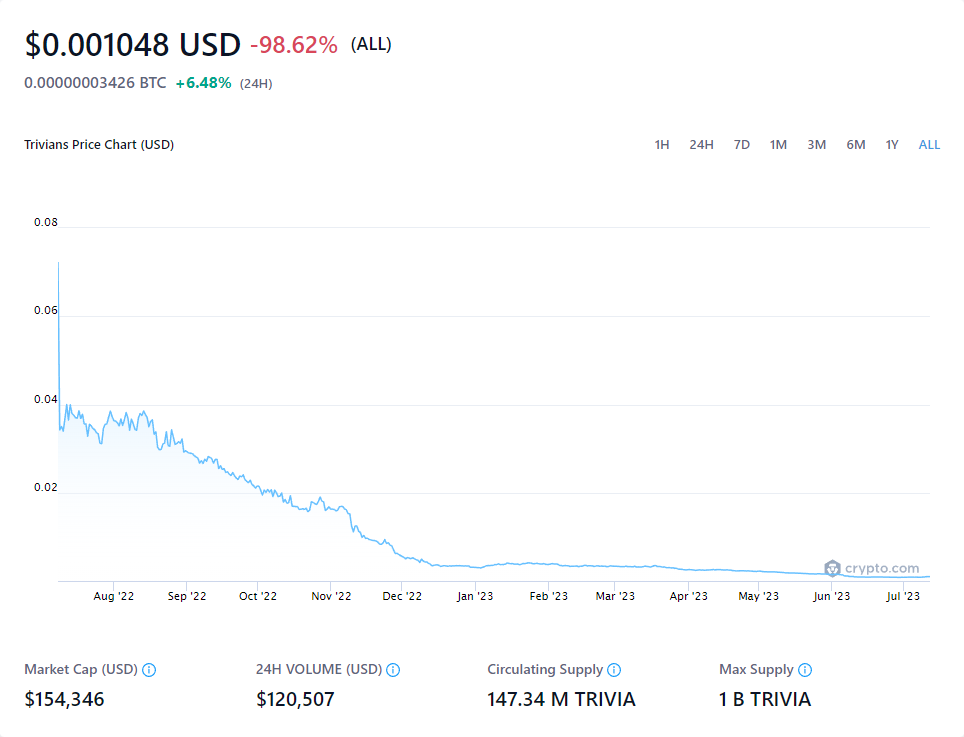 $0.001048 USD -98.62% (ALL)
0.00000003426 BTC +6.48% (24H)
Trivians Price Chart (USD) 1H 24H 7D 1M 3M 6M 1Y ALL
0.08
0.06
0.04
0.02
crypto.com
Aug '22 Sep '22 Oct '22 Nov '22 Dec '22 Jan '23 Feb '23 Mar '23 Apr '23 May '23 Jun '23 Jul '23
Market Cap (USD) 24H VOLUME (USD) Circulating Supply Max Supply
$154,346 $120,507 147.34 M TRIVIA 1 B TRIVIA